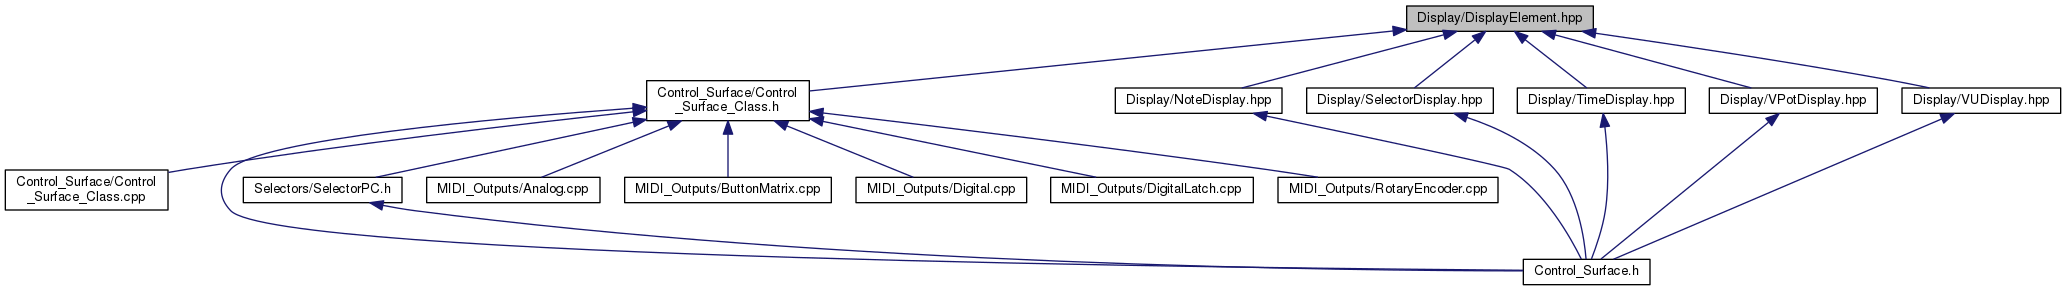 Display/DisplayElement.hpp
Control_Surface/Control
_Surface_Class.h
Display/NoteDisplay.hpp
Display/SelectorDisplay.hpp
Display/TimeDisplay.hpp
Display/VPotDisplay.hpp
Display/VUDisplay.hpp
Control_Surface/Control
_Surface_Class.cpp
Selectors/SelectorPC.h
MIDI_Outputs/Analog.cpp
MIDI_Outputs/ButtonMatrix.cpp
MIDI_Outputs/Digital.cpp
MIDI_Outputs/DigitalLatch.cpp
MIDI_Outputs/RotaryEncoder.cpp
Control_Surface.h